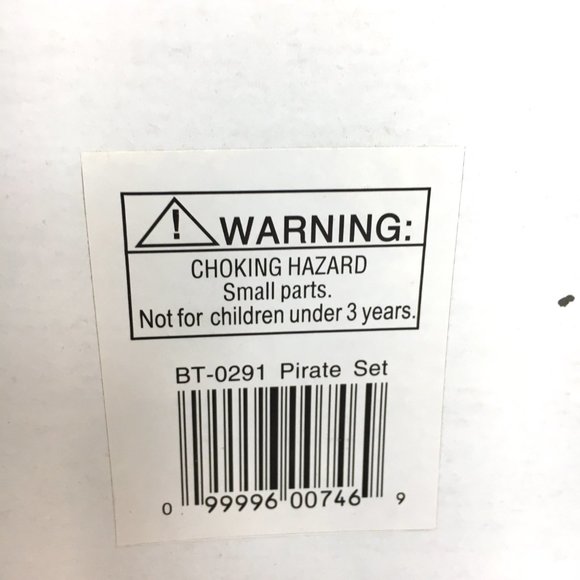 WARNING:
CHOKING HAZARD
Small parts.
Not for children under 3 years.
BT-0291 Pirate Set
0 99996 00746 9